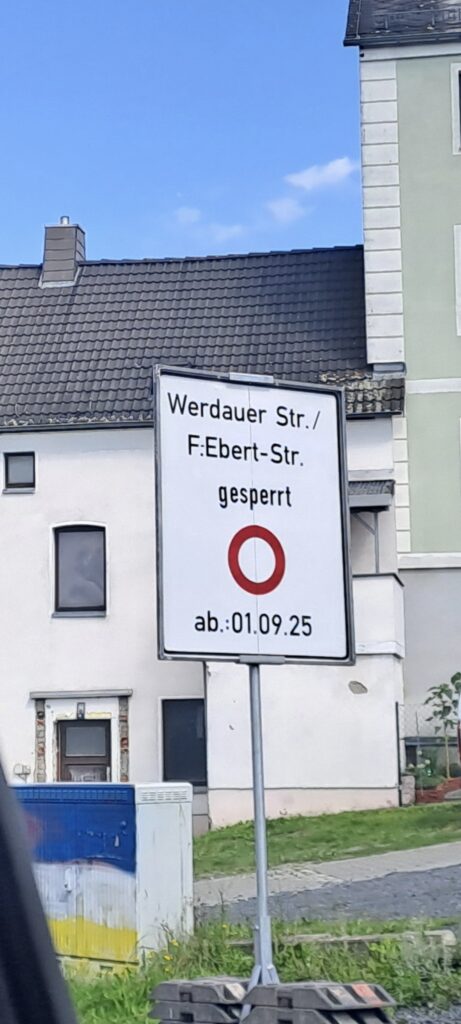 Werdauer Str./
F.Ebert-Str.
gesperrt
ab.:01.09.25